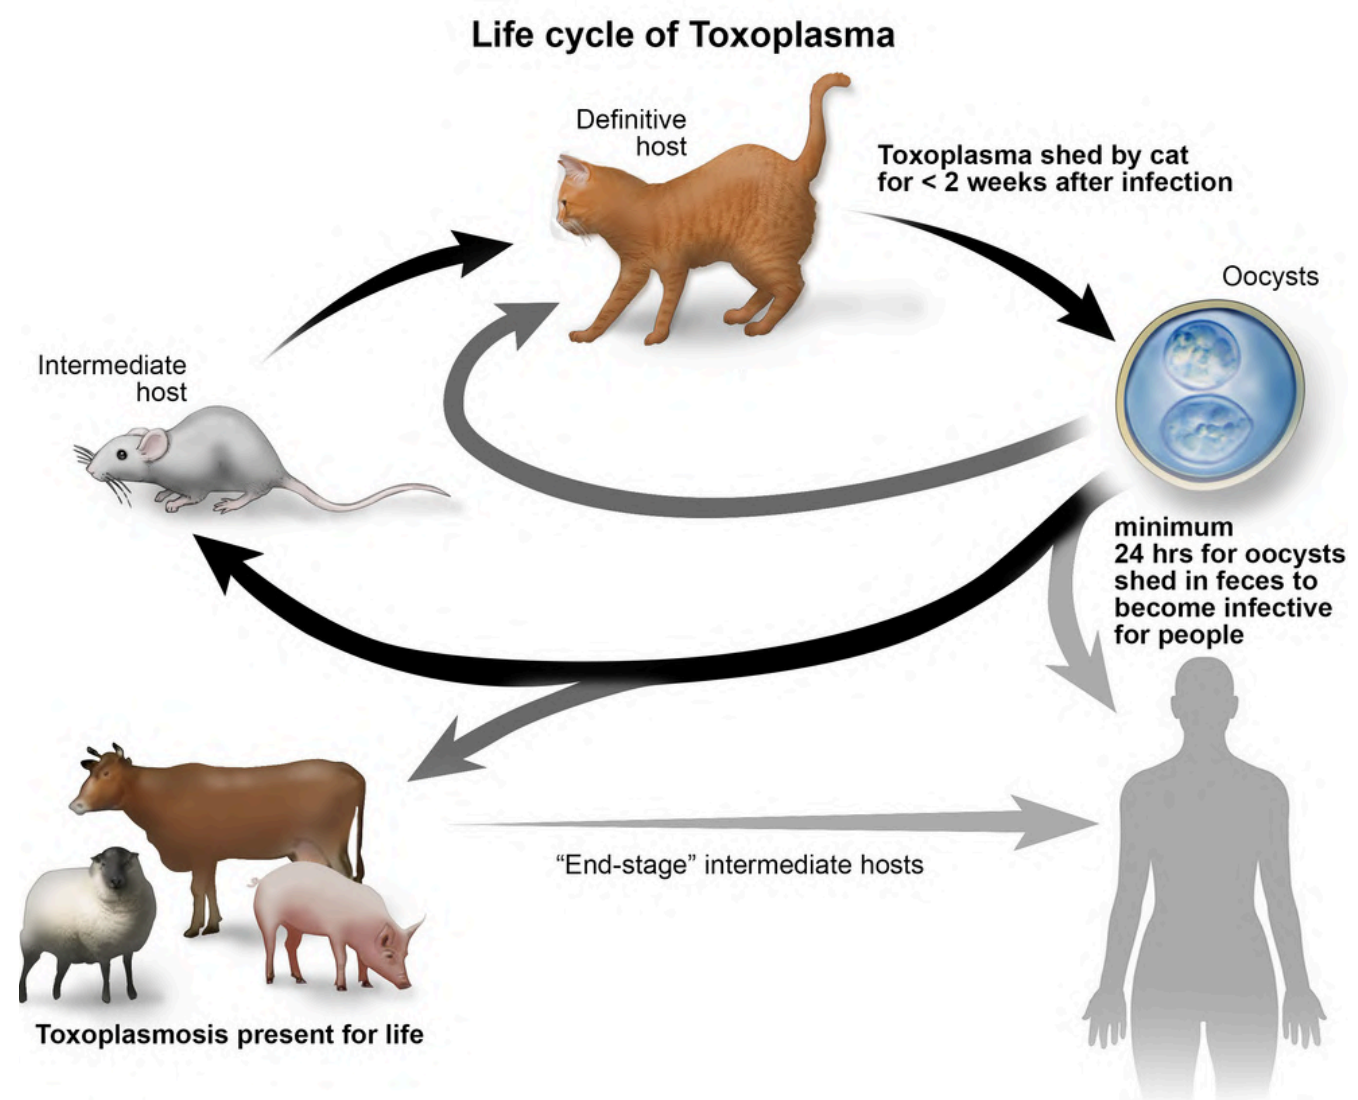 Life cycle of Toxoplasma
Definitive
host
Toxoplasma shed by cat
for < 2 weeks after infection
Oocysts
Intermediate
host
minimum
24 hrs for oocysts
shed in feces to
become infective
for people
“End-stage” intermediate hosts
Toxoplasmosis present for life